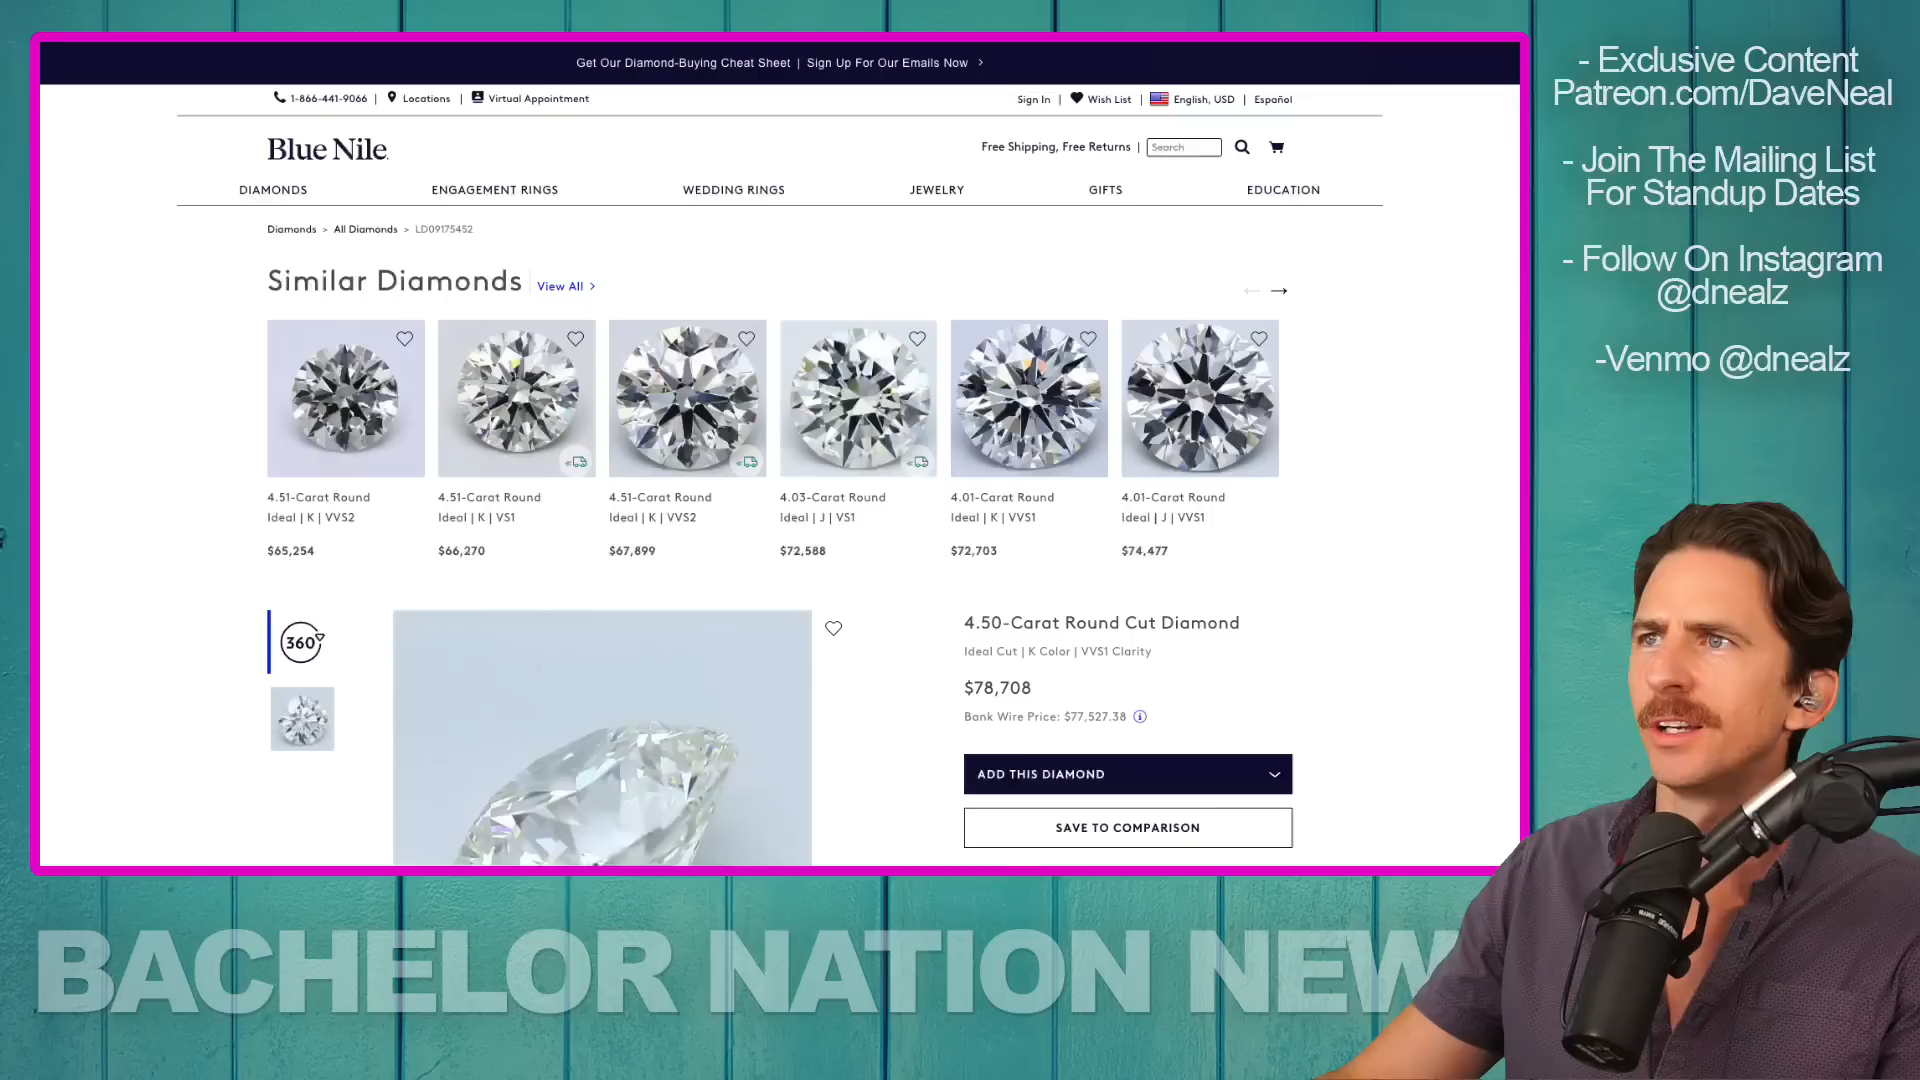 Get Our Diamond-Buying Cheat Sheet | Sign Up For Our Emails Now >
1-866-441-9066 | Locations | Virtual Appointment
Sign In | Wish List | English, USD | Español
Blue Nile.
Free Shipping, Free Returns | Search
DIAMONDS ENGAGEMENT RINGS WEDDING RINGS JEWELRY GIFTS EDUCATION
Diamonds > All Diamonds > LD09175452
Similar Diamonds View All >
4.51-Carat Round
Ideal | K | VVS2
$65,254
4.51-Carat Round
Ideal | K | VS1
$66,270
4.51-Carat Round
Ideal | K | VVS2
$67,899
4.03-Carat Round
Ideal | J | VS1
$72,588
4.01-Carat Round
Ideal | K | VVS1
$72,703
4.01-Carat Round
Ideal | J | VVS1
$74,477
360
4.50-Carat Round Cut Diamond
Ideal Cut | K Color | VVS1 Clarity
$78,708
Bank Wire Price: $77,527.38
ADD THIS DIAMOND
SAVE TO COMPARISON
- Exclusive Content
Patreon.com/DaveNeal
- Join The Mailing List
For Standup Dates
- Follow On Instagram
@dnealz
-Venmo @dnealz
BACHELOR NATION NEW